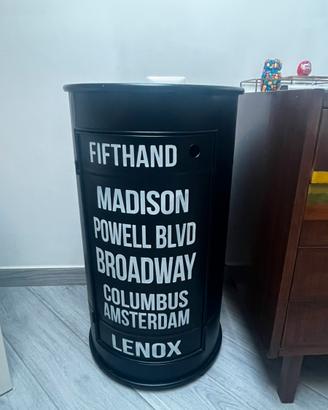 FIFTHAND
MADISON
POWELL BLVD
BROADWAY
COLUMBUS
AMSTERDAM
LENOX